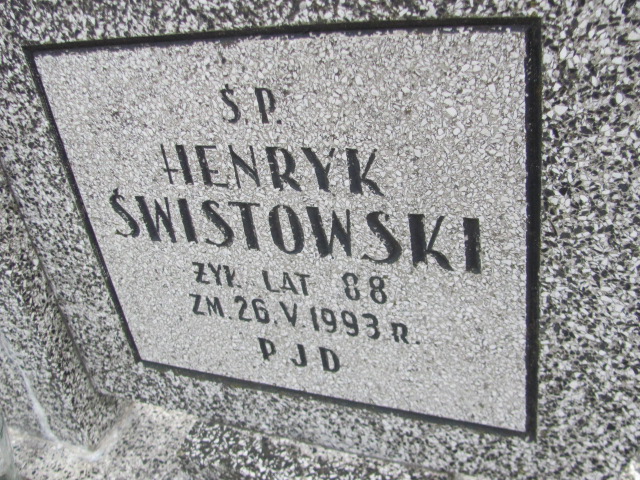 Ś.P.
HENRYK
ŚWISTOWSKI
ŻYŁ LAT 88
ZM.26.V.1993.R.
P J D